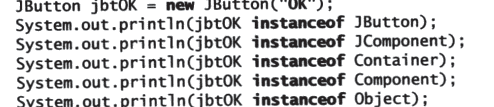 JButton jbtOK = new JButton("OK");
System.out.println(jbtOK instanceof JButton);
System.out.println(jbtOK instanceof JComponent);
System.out.println(jbtOK instanceof Container);
System.out.println(jbtOK instanceof Component);
System.out.println(jbtOK instanceof Object);